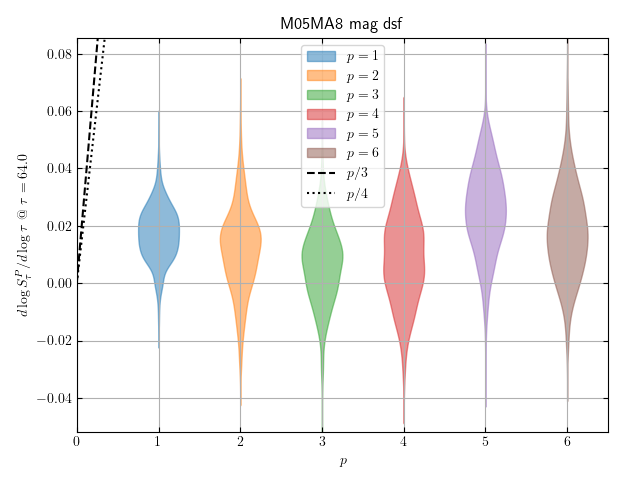 M05MA8 mag dsf
0.08
0.06
0.04
0.02
0.00
−0.02
−0.04
d log S_τ^P / d log τ @ τ = 64.0
p = 1
p = 2
p = 3
p = 4
p = 5
p = 6
p/3
p/4
0 1 2 3 4 5 6
p